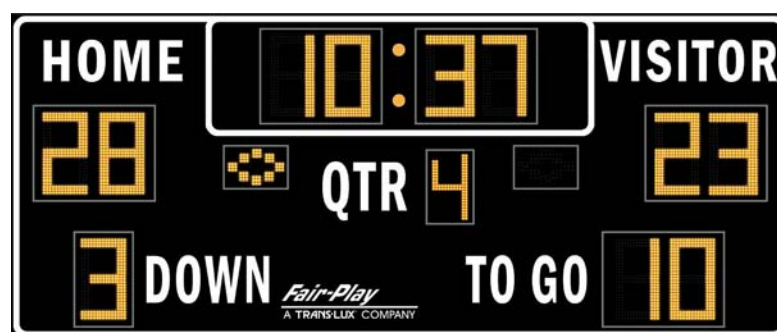 HOME 10:37 VISITOR
28 QTR 4 23
3 DOWN Fair-Play TO GO 10
A TRANS-LUX COMPANY